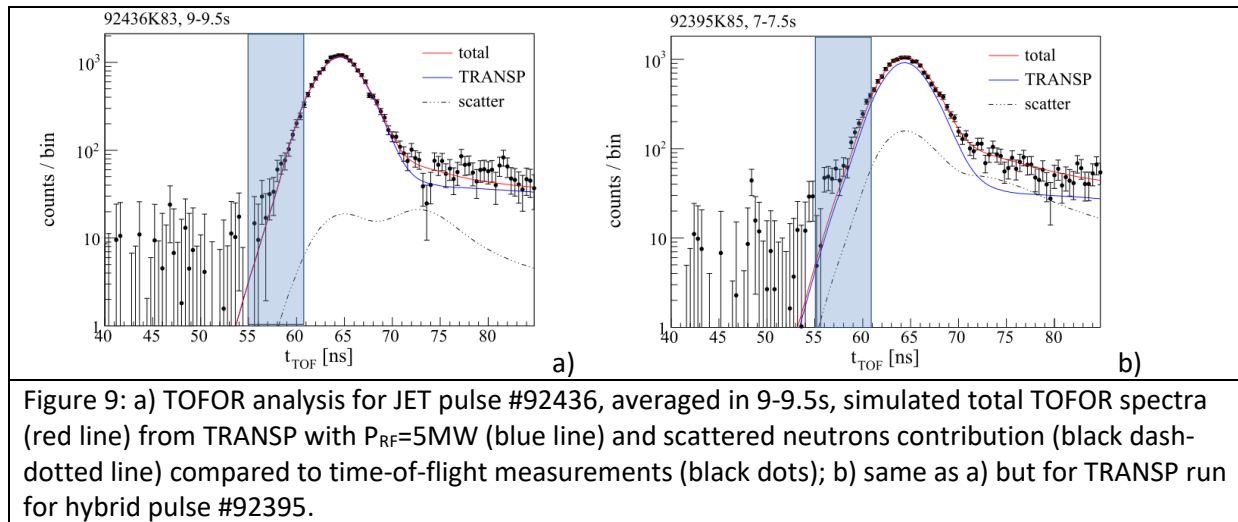 92436K83, 9-9.5s
counts / bin
10³
10²
10
1
total
TRANSP
scatter
40 45 50 55 60 65 70 75 80
t_TOF [ns]
a)
92395K85, 7-7.5s
counts / bin
10³
10²
10
1
total
TRANSP
scatter
40 45 50 55 60 65 70 75 80
t_TOF [ns]
b)
Figure 9: a) TOFOR analysis for JET pulse #92436, averaged in 9-9.5s, simulated total TOFOR spectra
(red line) from TRANSP with P_RF=5MW (blue line) and scattered neutrons contribution (black dash-
dotted line) compared to time-of-flight measurements (black dots); b) same as a) but for TRANSP run
for hybrid pulse #92395.